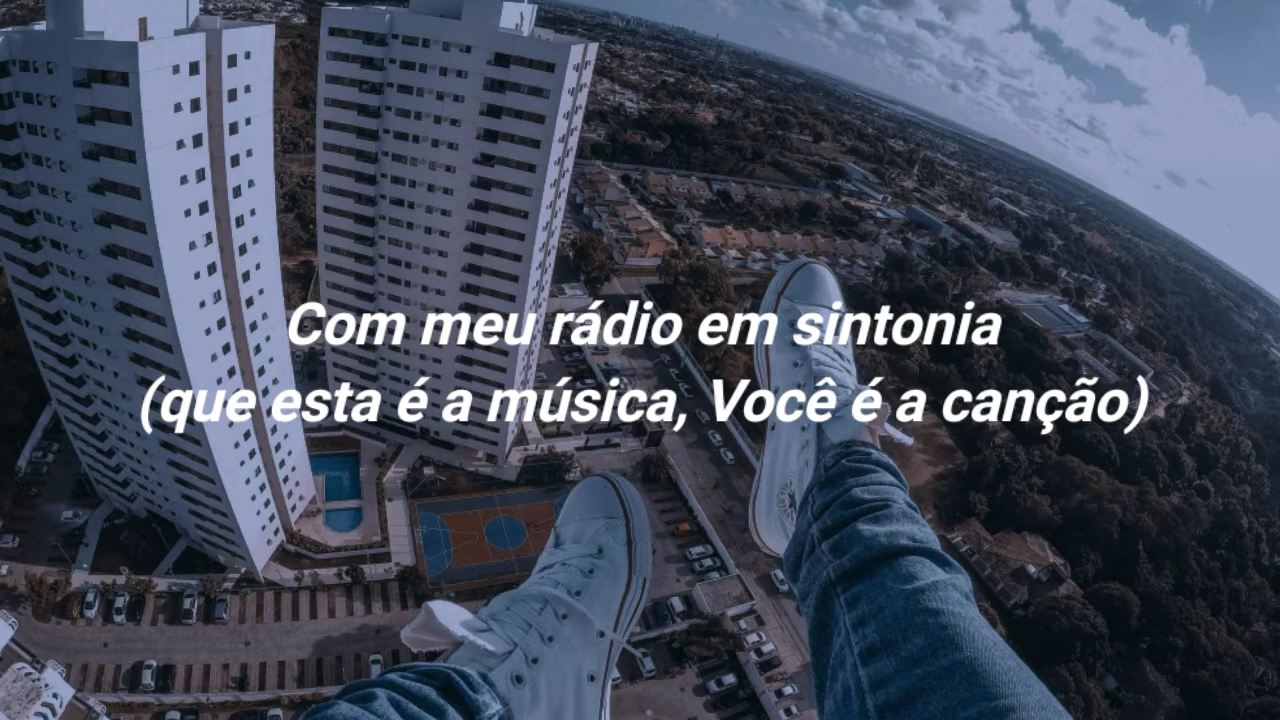 Com meu rádio em sintonia
(que esta é a música, Você é a canção)